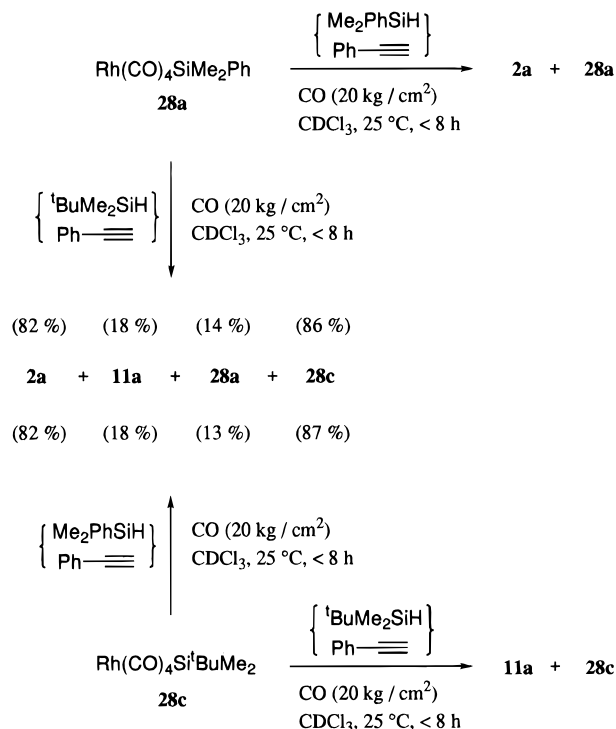 Me₂PhSiH
Ph
Rh(CO)₄SiMe₂Ph
2a + 28a
28a
CO (20 kg / cm²)
CDCl₃, 25 °C, < 8 h
ᵗBuMe₂SiH
Ph
CO (20 kg / cm²)
CDCl₃, 25 °C, < 8 h
(82 %) (18 %) (14 %) (86 %)
2a + 11a + 28a + 28c
(82 %) (18 %) (13 %) (87 %)
Me₂PhSiH
Ph
CO (20 kg / cm²)
CDCl₃, 25 °C, < 8 h
ᵗBuMe₂SiH
Ph
Rh(CO)₄SiᵗBuMe₂
11a + 28c
28c
CO (20 kg / cm²)
CDCl₃, 25 °C, < 8 h